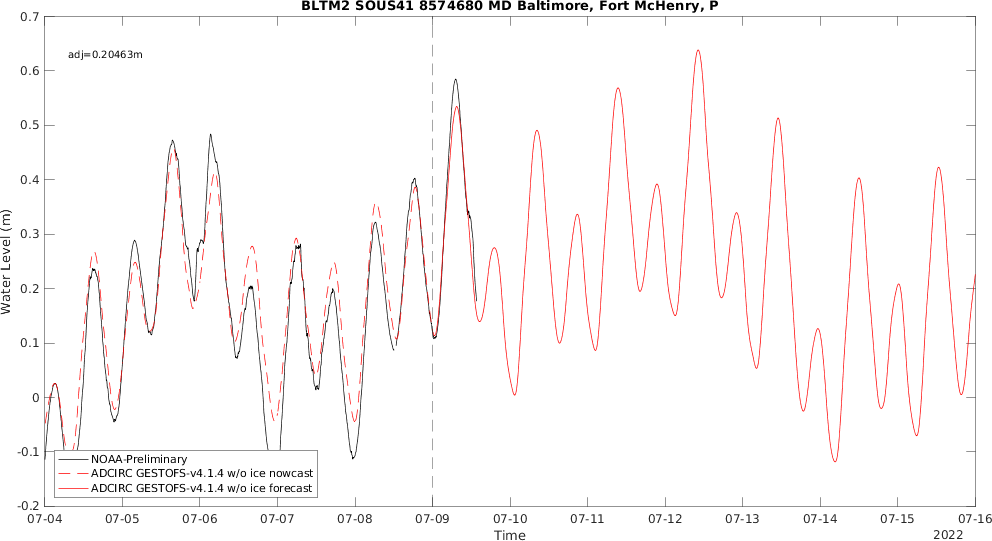 BLTM2 SOUS41 8574680 MD Baltimore, Fort McHenry, P
adj=0.20463m
Water Level (m)
0.7
0.6
0.5
0.4
0.3
0.2
0.1
0
-0.1
-0.2
NOAA-Preliminary
ADCIRC GESTOFS-v4.1.4 w/o ice nowcast
ADCIRC GESTOFS-v4.1.4 w/o ice forecast
07-04 07-05 07-06 07-07 07-08 07-09 07-10 07-11 07-12 07-13 07-14 07-15 07-16
Time
2022